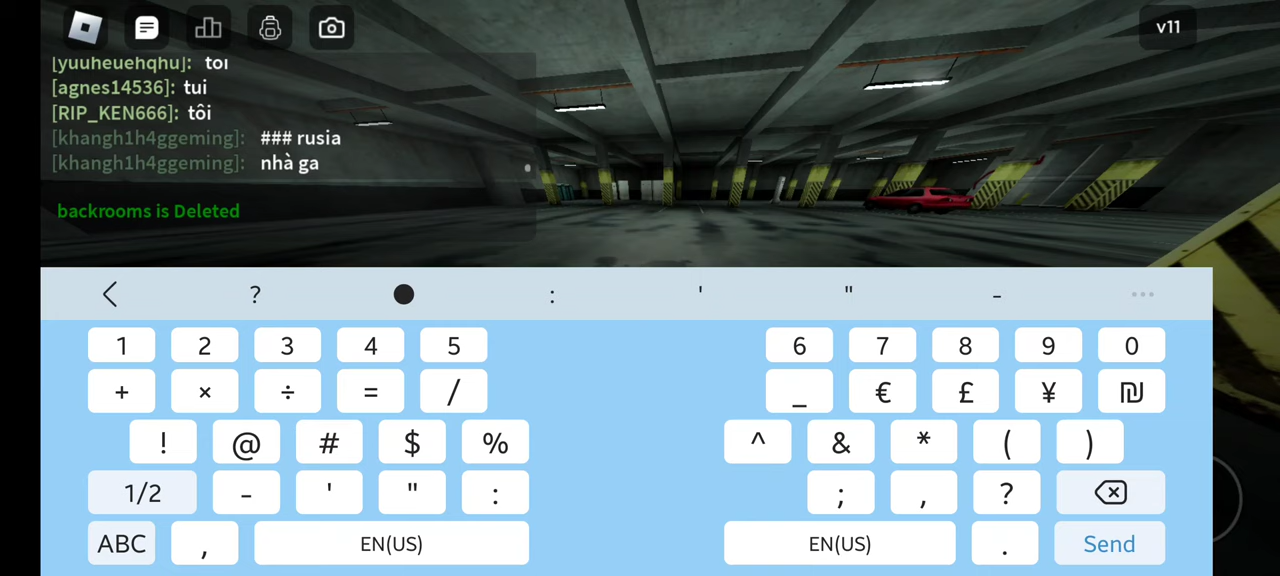 v11
[yuuheuehqhu]: toi
[agnes14536]: tui
[RIP_KEN666]: tôi
[khangh1h4ggeming]: ### rusia
[khangh1h4ggeming]: nhà ga
backrooms is Deleted
? : ' " -
1 2 3 4 5 6 7 8 9 0
+ × ÷ = / _ € £ ¥ ₪
! @ # $ % ^ & * ( )
1/2 - ' " : ; , ?
ABC , EN(US) EN(US) . Send